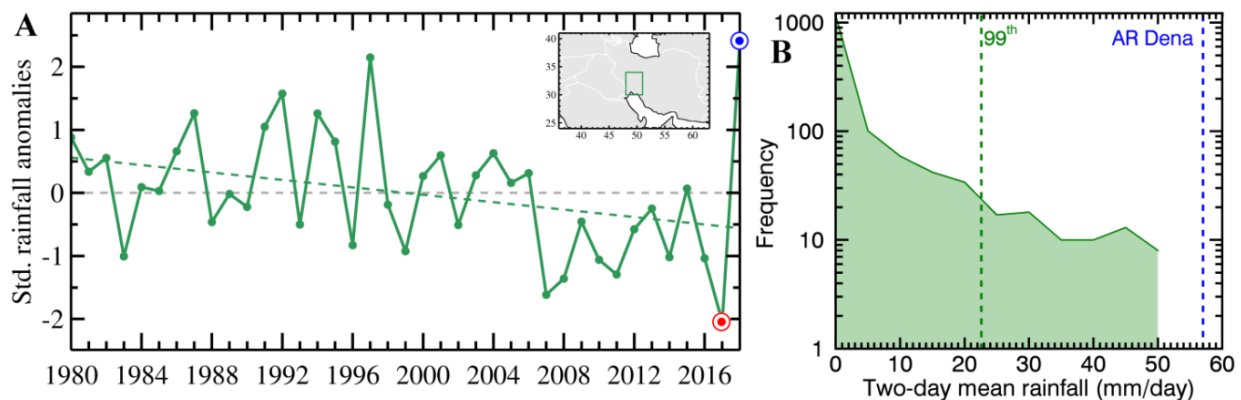 A
Std. rainfall anomalies
2
1
0
-1
-2
1980 1984 1988 1992 1996 2000 2004 2008 2012 2016
40
35
30
25
40 45 50 55 60
B
Frequency
1000
100
10
1
99th
AR Dena
0 10 20 30 40 50 60
Two-day mean rainfall (mm/day)